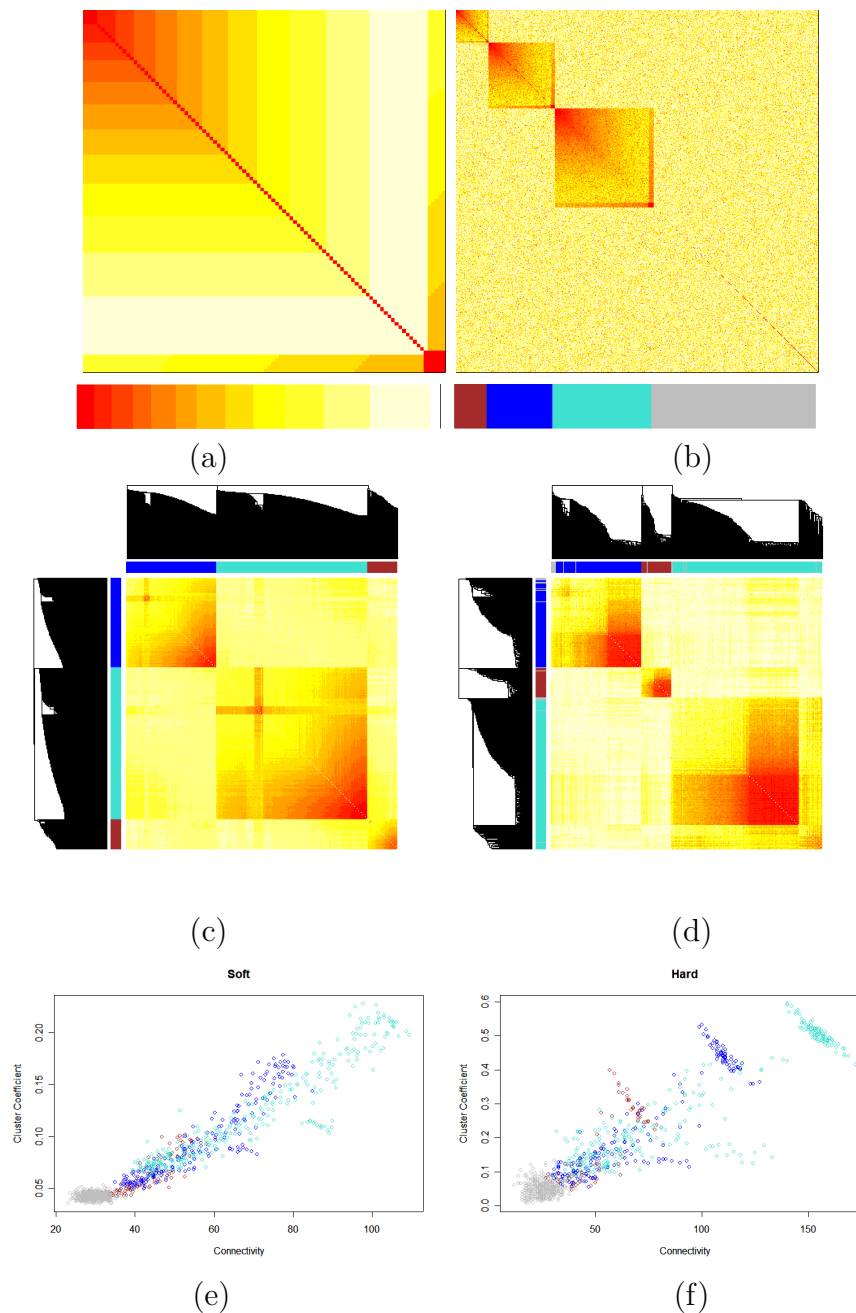 (a)
(b)
(c)
(d)
Soft
Cluster Coefficient
0.20
0.15
0.10
0.05
20 40 60 80 100
Connectivity
Hard
Cluster Coefficient
0.6
0.5
0.4
0.3
0.2
0.1
0.0
50 100 150
Connectivity
(e)
(f)